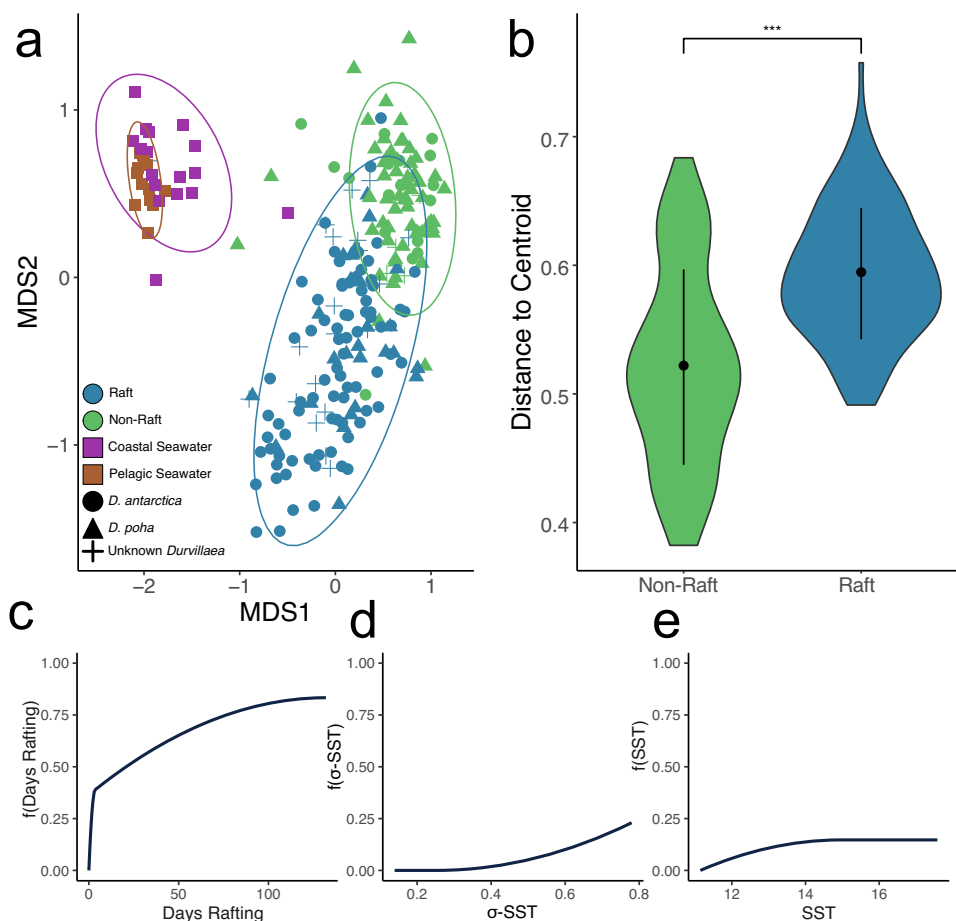 a
MDS2
1
0
−1
Raft
Non-Raft
Coastal Seawater
Pelagic Seawater
D. antarctica
D. poha
Unknown Durvillaea
−2
−1
0
1
MDS1
b
***
Distance to Centroid
0.7
0.6
0.5
0.4
Non-Raft
Raft
c
f(Days Rafting)
1.00
0.75
0.50
0.25
0.00
0
50
100
Days Rafting
d
f(σ-SST)
1.00
0.75
0.50
0.25
0.00
0.2
0.4
0.6
0.8
σ-SST
e
f(SST)
1.00
0.75
0.50
0.25
0.00
12
14
16
SST